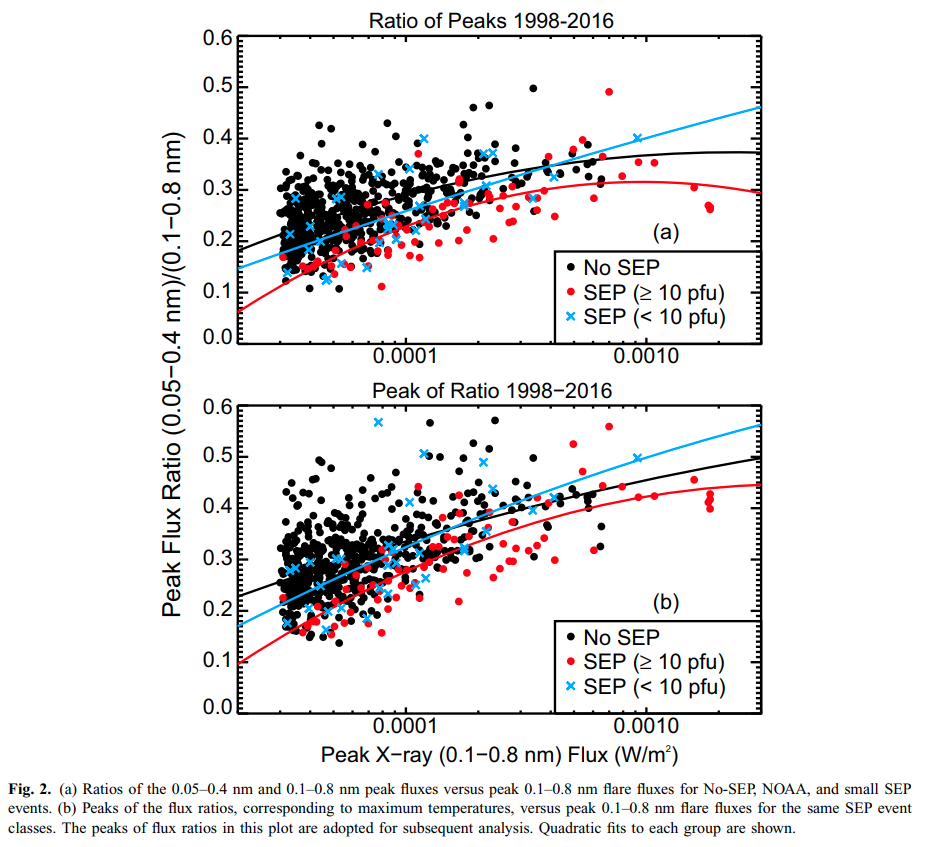 Ratio of Peaks 1998-2016
0.6
0.5
0.4
0.3
0.2
0.1
0.0
(a)
No SEP
SEP (≥ 10 pfu)
SEP (< 10 pfu)
0.0001
0.0010
Peak Flux Ratio (0.05−0.4 nm)/(0.1−0.8 nm)
Peak of Ratio 1998−2016
0.6
0.5
0.4
0.3
0.2
0.1
0.0
(b)
No SEP
SEP (≥ 10 pfu)
SEP (< 10 pfu)
0.0001
0.0010
Peak X−ray (0.1−0.8 nm) Flux (W/m²)
Fig. 2. (a) Ratios of the 0.05–0.4 nm and 0.1–0.8 nm peak fluxes versus peak 0.1–0.8 nm flare fluxes for No-SEP, NOAA, and small SEP
events. (b) Peaks of the flux ratios, corresponding to maximum temperatures, versus peak 0.1–0.8 nm flare fluxes for the same SEP event
classes. The peaks of flux ratios in this plot are adopted for subsequent analysis. Quadratic fits to each group are shown.